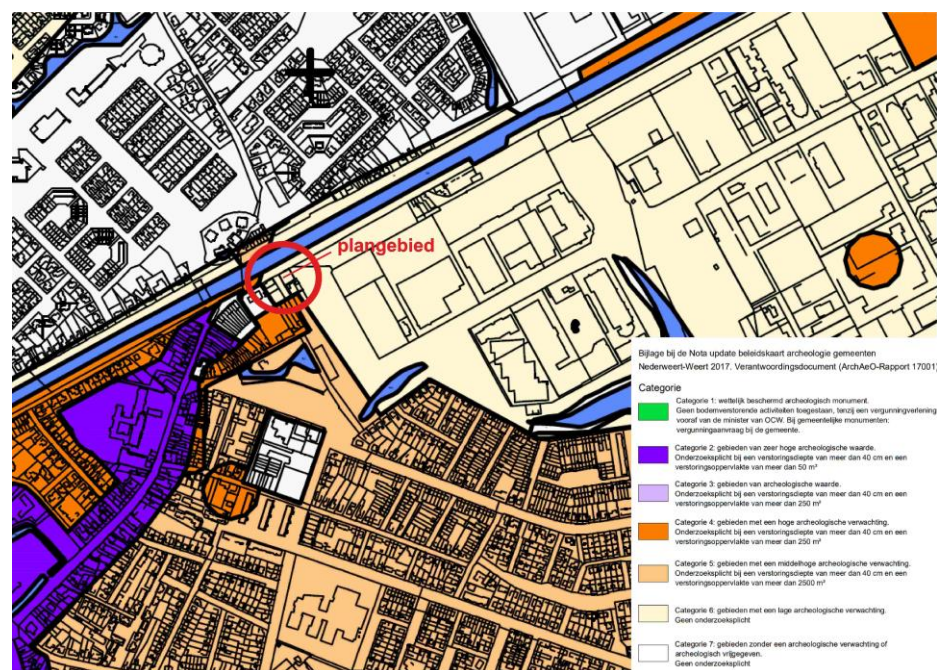 plangebied
Bijlage bij de Nota update beleidskaart archeologie gemeenten
Nederweert-Weert 2017. Verantwoordingsdocument (ArchAeO-Rapport 17001)
Categorie
Categorie 1: wettelijk beschermd archeologisch monument.
Geen bodemverstorende activiteiten toegestaan, tenzij een vergunningverlening
vooraf van de minister van OCW. Bij gemeentelijke monumenten:
vergunningaanvraag bij de gemeente.
Categorie 2: gebieden van zeer hoge archeologische waarde.
Onderzoeksplicht bij een verstoringsdiepte van meer dan 40 cm en een
verstoringsoppervlakte van meer dan 50 m²
Categorie 3: gebieden van archeologische waarde.
Onderzoeksplicht bij een verstoringsdiepte van meer dan 40 cm en een
verstoringsoppervlakte van meer dan 250 m²
Categorie 4: gebieden met een hoge archeologische verwachting.
Onderzoeksplicht bij een verstoringsdiepte van meer dan 40 cm en een
verstoringsoppervlakte van meer dan 250 m²
Categorie 5: gebieden met een middelhoge archeologische verwachting.
Onderzoeksplicht bij een verstoringsdiepte van meer dan 40 cm en een
verstoringsoppervlakte van meer dan 2500 m²
Categorie 6: gebieden met een lage archeologische verwachting.
Geen onderzoeksplicht
Categorie 7: gebieden zonder een archeologische verwachting of
archeologisch vrijgegeven.
Geen onderzoeksplicht